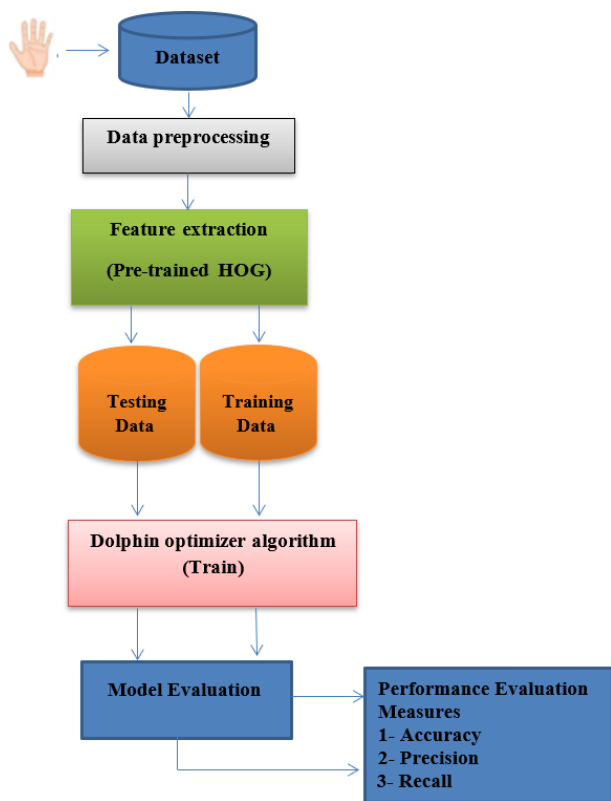 Dataset
Data preprocessing
Feature extraction
(Pre-trained HOG)
Testing
Data
Training
Data
Dolphin optimizer algorithm
(Train)
Model Evaluation
Performance Evaluation
Measures
1- Accuracy
2- Precision
3- Recall